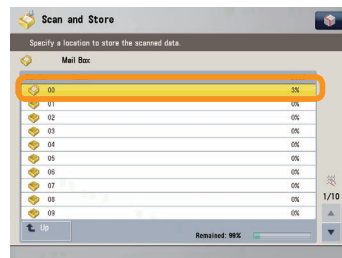 Scan and Store
Specify a location to store the scanned data.
Mail Box
00 3%
01 0%
02 0%
03 0%
04 0%
05 0%
06 0%
07 0%
08 0%
09 0%
1/10
Up
Remained: 99%